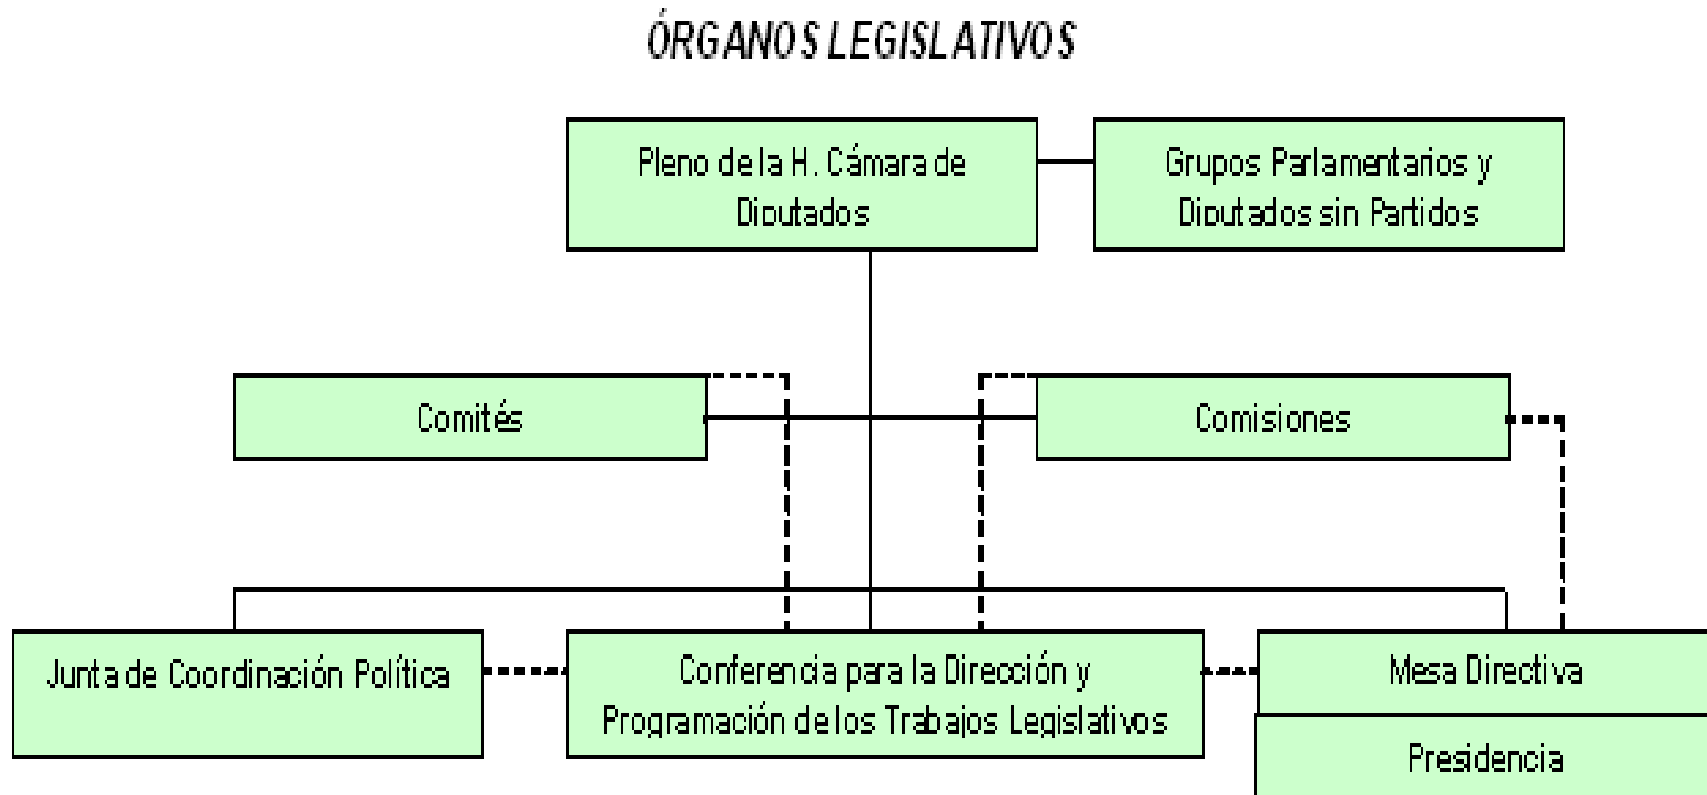 ÓRGANOS LEGISLATIVOS
Pleno de la H. Cámara de
Diputados
Grupos Parlamentarios y
Diputados sin Partidos
Comités
Comisiones
Junta de Coordinación Política
Conferencia para la Dirección y
Programación de los Trabajos Legislativos
Mesa Directiva
Presidencia